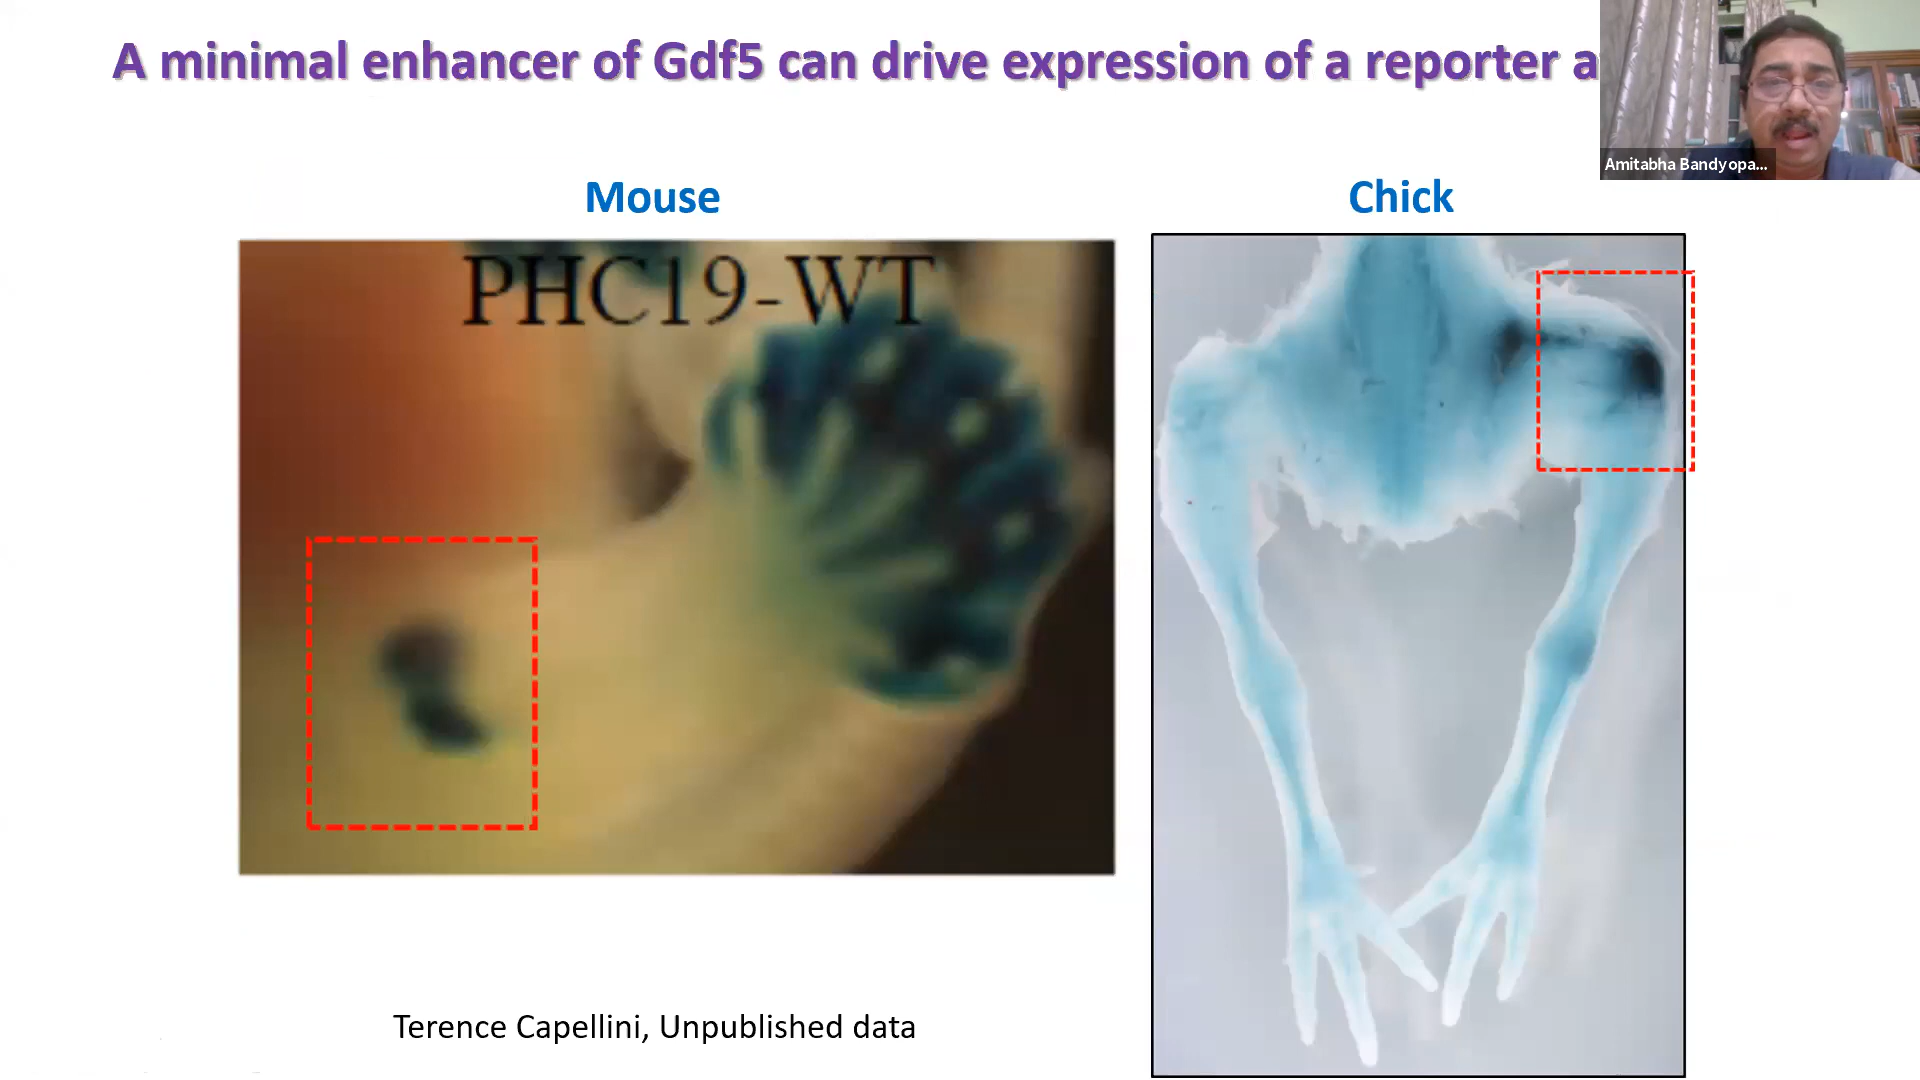 A minimal enhancer of Gdf5 can drive expression of a reporter a
Amitabha Bandyopa...
Mouse
Chick
PHC19-WT
Terence Capellini, Unpublished data